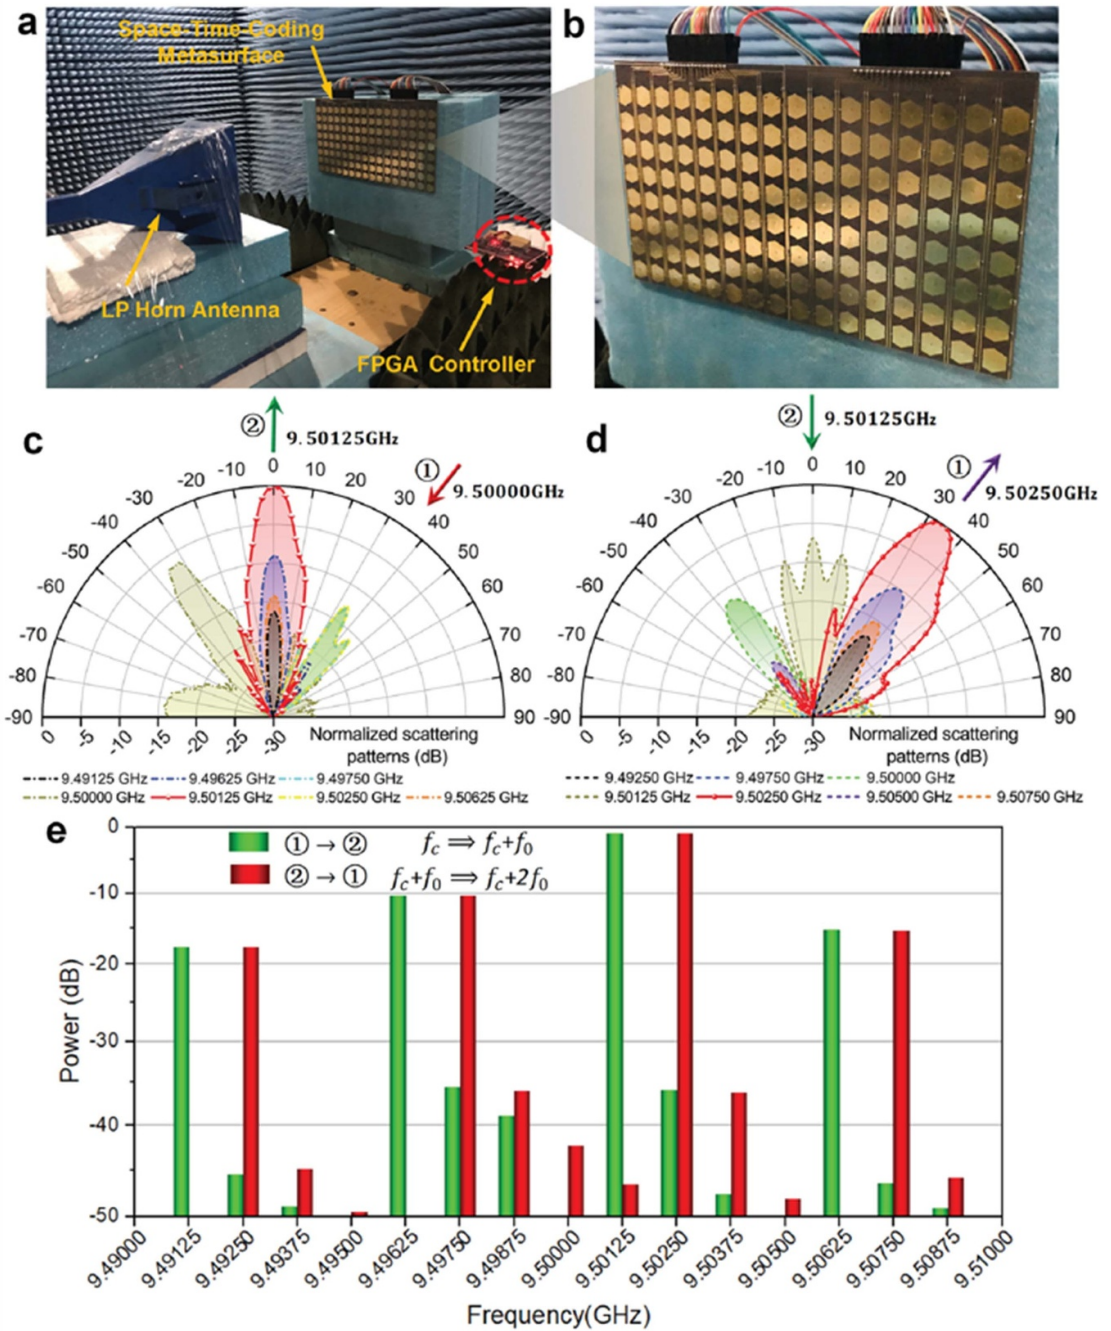 a
Space-Time-Coding
Metasurface
LP Horn Antenna
FPGA Controller
b
c
② 9.50125GHz
① 9.50000GHz
-90 -80 -70 -60 -50 -40 -30 -20 -10 0 10 20 30 40 50 60 70 80 90
0 -5 -10 -15 -20 -25 -30
Normalized scattering
patterns (dB)
9.49125 GHz 9.49625 GHz 9.49750 GHz
9.50000 GHz 9.50125 GHz 9.50250 GHz 9.50625 GHz
d
② 9.50125GHz
① 9.50250GHz
-90 -80 -70 -60 -50 -40 -30 -20 -10 0 10 20 30 40 50 60 70 80 90
0 -5 -10 -15 -20 -25 -30
Normalized scattering
patterns (dB)
9.49250 GHz 9.49750 GHz 9.50000 GHz
9.50125 GHz 9.50250 GHz 9.50500 GHz 9.50750 GHz
e
① → ② fc ⟹ fc+f0
② → ① fc+f0 ⟹ fc+2f0
Power (dB)
0
-10
-20
-30
-40
-50
9.49000 9.49125 9.49250 9.49375 9.49500 9.49625 9.49750 9.49875 9.50000 9.50125 9.50250 9.50375 9.50500 9.50625 9.50750 9.50875 9.51000
Frequency(GHz)